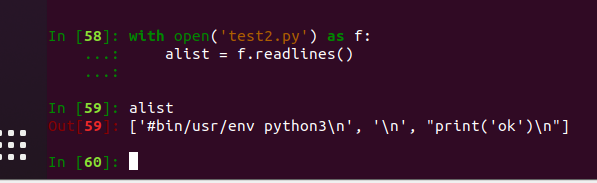 In [58]: with open('test2.py') as f:
    ...:     alist = f.readlines()
    ...:
In [59]: alist
Out[59]: ['#bin/usr/env python3\n', '\n', "print('ok')\n"]
In [60]: